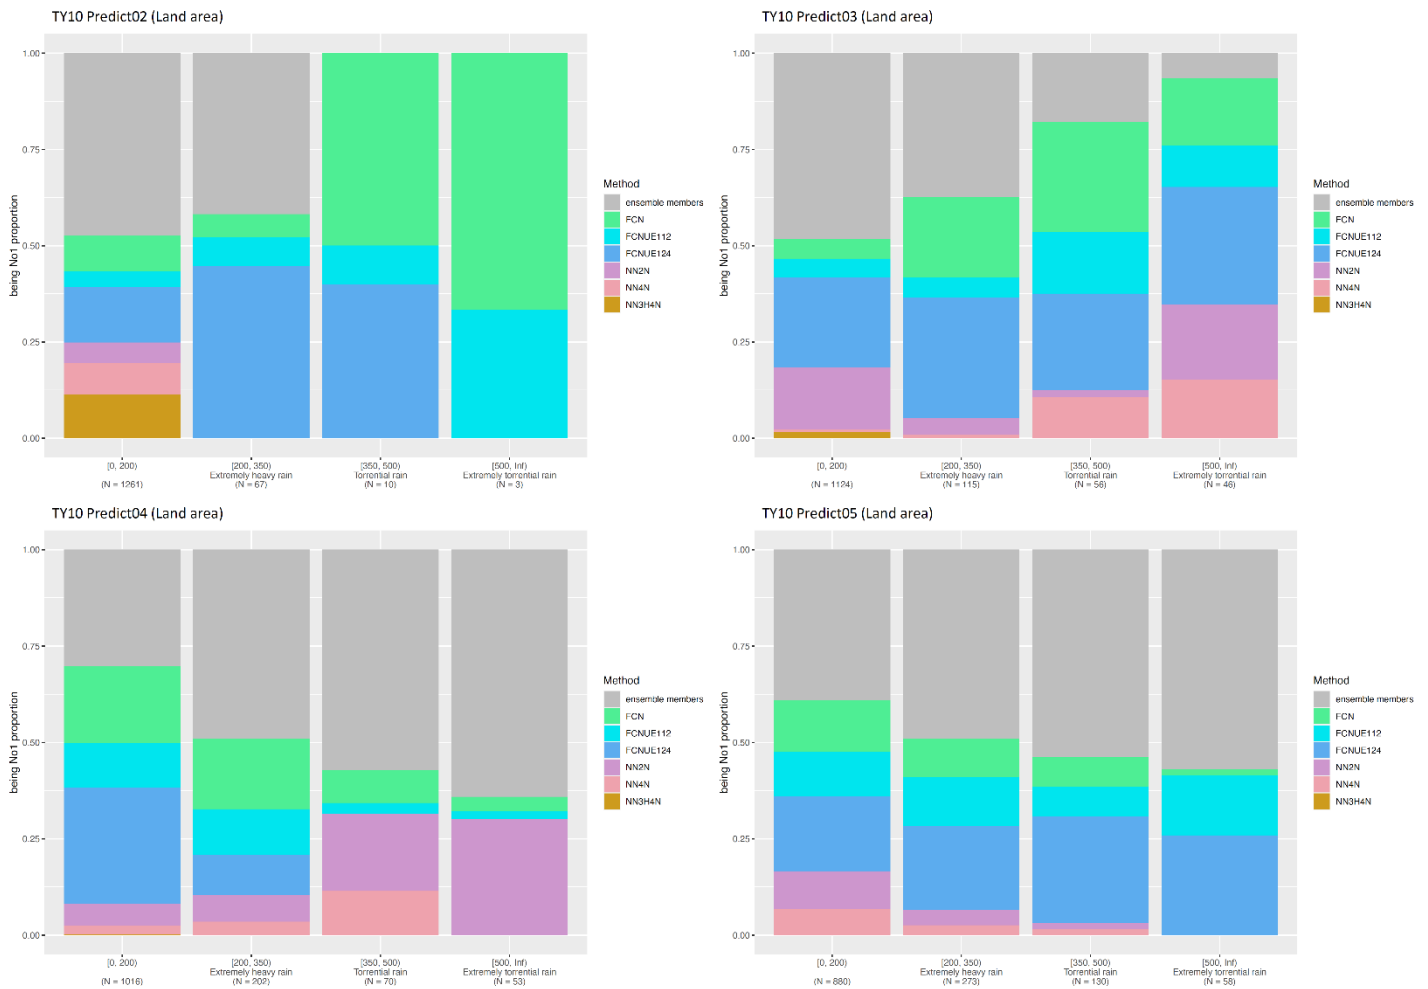 TY10 Predict02 (Land area)
1.00
0.75
0.50
0.25
0.00
being No1 proportion
[0, 200)
(N = 1261)
[200, 350)
Extremely heavy rain
(N = 67)
[350, 500)
Torrential rain
(N = 10)
[500, Inf)
Extremely torrential rain
(N = 3)
Method
ensemble members
FCN
FCNUE112
FCNUE124
NN2N
NN4N
NN3H4N
TY10 Predict03 (Land area)
1.00
0.75
0.50
0.25
0.00
being No1 proportion
[0, 200)
(N = 1124)
[200, 350)
Extremely heavy rain
(N = 115)
[350, 500)
Torrential rain
(N = 56)
[500, Inf)
Extremely torrential rain
(N = 46)
Method
ensemble members
FCN
FCNUE112
FCNUE124
NN2N
NN4N
NN3H4N
TY10 Predict04 (Land area)
1.00
0.75
0.50
0.25
0.00
being No1 proportion
[0, 200)
(N = 1016)
[200, 350)
Extremely heavy rain
(N = 202)
[350, 500)
Torrential rain
(N = 70)
[500, Inf)
Extremely torrential rain
(N = 53)
Method
ensemble members
FCN
FCNUE112
FCNUE124
NN2N
NN4N
NN3H4N
TY10 Predict05 (Land area)
1.00
0.75
0.50
0.25
0.00
being No1 proportion
[0, 200)
(N = 880)
[200, 350)
Extremely heavy rain
(N = 273)
[350, 500)
Torrential rain
(N = 130)
[500, Inf)
Extremely torrential rain
(N = 58)
Method
ensemble members
FCN
FCNUE112
FCNUE124
NN2N
NN4N
NN3H4N